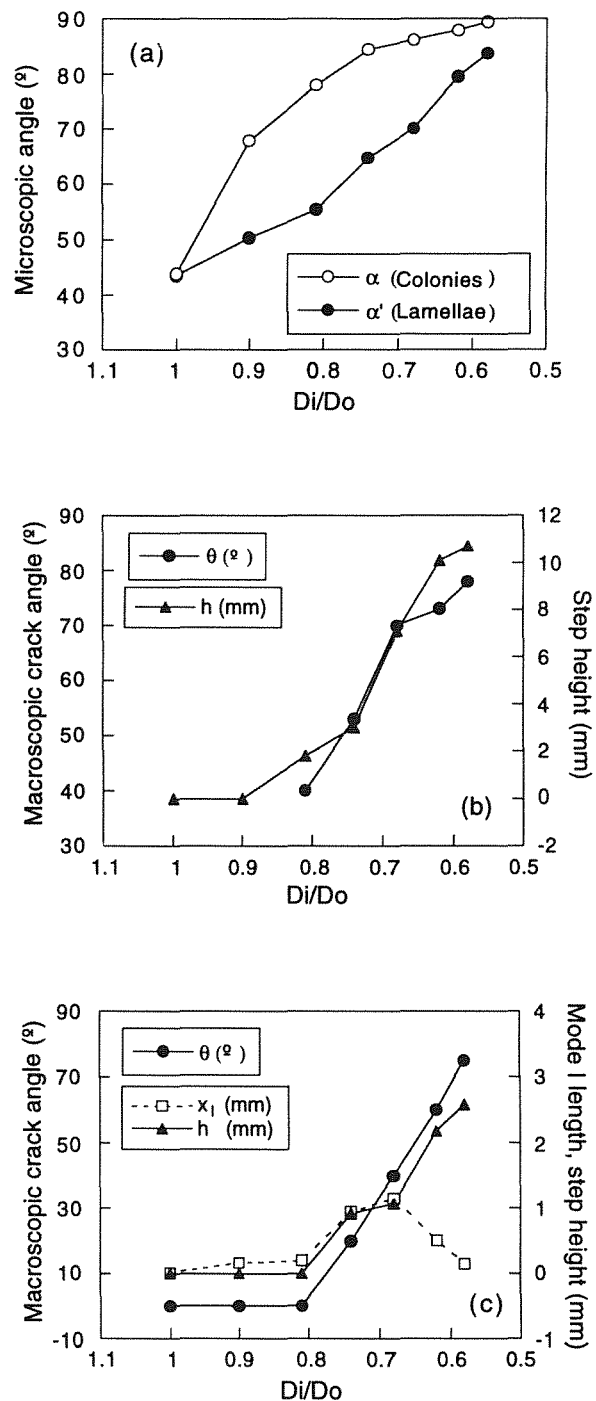 90
80
70
60
50
40
30
Microscopic angle (º)
(a)
α (Colonies)
α' (Lamellae)
1.1 1 0.9 0.8 0.7 0.6 0.5
Di/Do
90
80
70
60
50
40
30
Macroscopic crack angle (º)
θ (º)
h (mm)
12
10
8
6
4
2
0
-2
Step height (mm)
(b)
1.1 1 0.9 0.8 0.7 0.6 0.5
Di/Do
90
70
50
30
10
-10
Macroscopic crack angle (º)
θ (º)
x_I (mm)
h (mm)
4
3
2
1
0
-1
Mode I length, step height (mm)
(c)
1.1 1 0.9 0.8 0.7 0.6 0.5
Di/Do